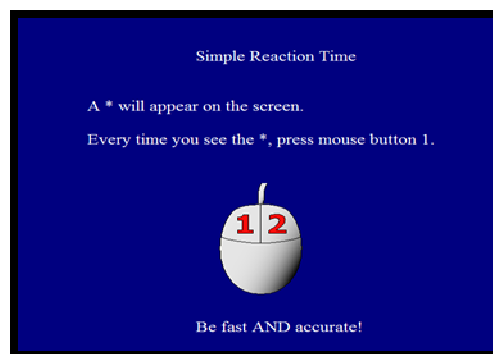 Simple Reaction Time
A * will appear on the screen.
Every time you see the *, press mouse button 1.
1 2
Be fast AND accurate!